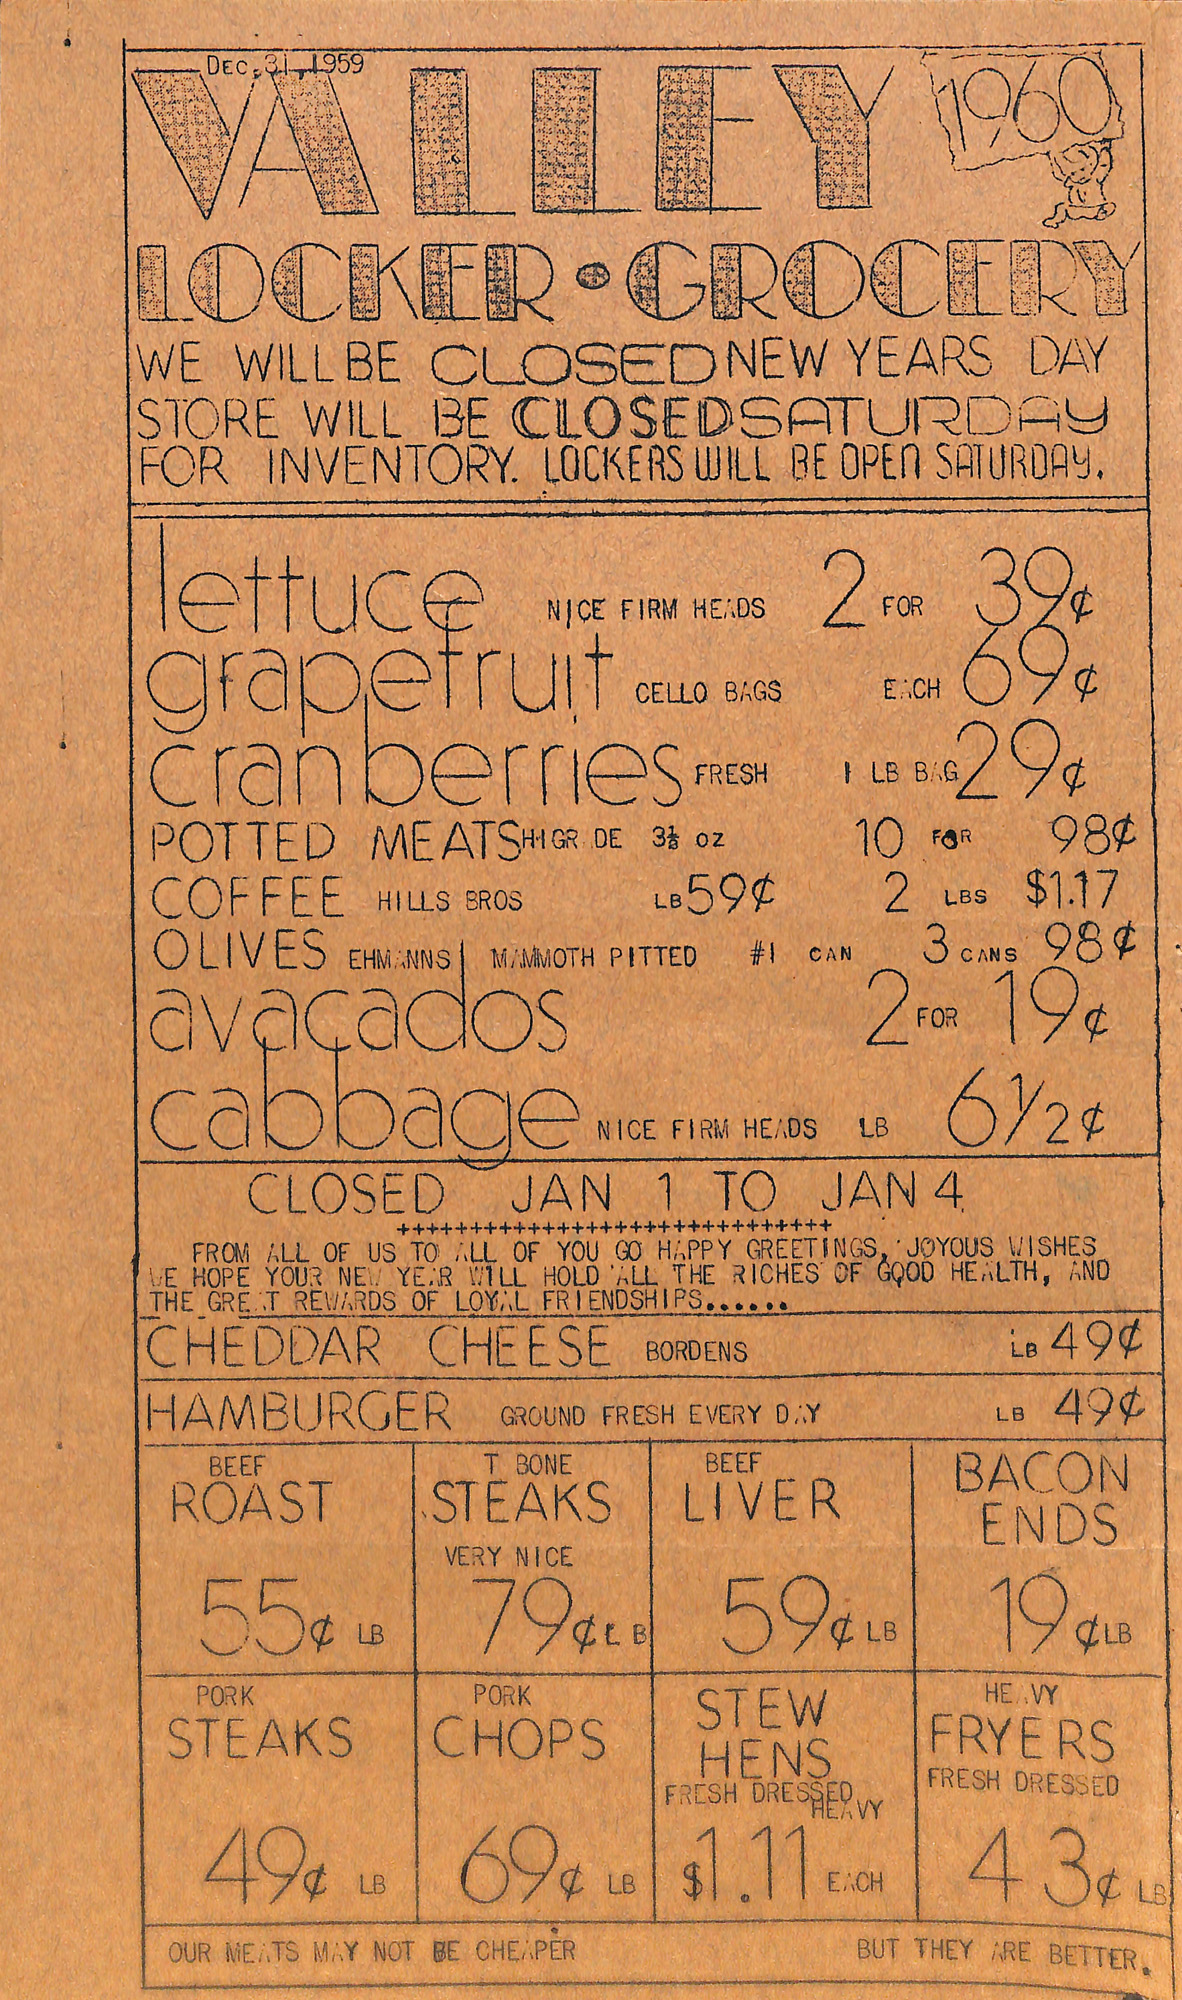 DEC. 31, 1959
VALLEY
1960
LOCKER • GROCERY
WE WILL BE CLOSED NEW YEARS DAY
STORE WILL BE CLOSED SATURDAY
FOR INVENTORY. LOCKERS WILL BE OPEN SATURDAY.
lettuce NICE FIRM HEADS 2 FOR 39¢
grapefruit CELLO BAGS EACH 69¢
cranberries FRESH 1 LB BAG 29¢
POTTED MEATS HIGRADE 3½ OZ 10 FOR 98¢
COFFEE HILLS BROS LB 59¢ 2 LBS $1.17
OLIVES EHMANNS MAMMOTH PITTED #1 CAN 3 CANS 98¢
avacados 2 FOR 19¢
cabbage NICE FIRM HEADS LB 6½¢
CLOSED JAN 1 TO JAN 4
++++++++++++++++++++++++++++++
FROM ALL OF US TO ALL OF YOU GO HAPPY GREETINGS, JOYOUS WISHES
WE HOPE YOUR NEW YEAR WILL HOLD ALL THE RICHES OF GOOD HEALTH, AND
THE GREAT REWARDS OF LOYAL FRIENDSHIPS.......
CHEDDAR CHEESE BORDENS LB 49¢
HAMBURGER GROUND FRESH EVERY DAY LB 49¢
BEEF
ROAST
55¢ LB
T BONE
STEAKS
VERY NICE
79¢ LB
BEEF
LIVER
59¢ LB
BACON
ENDS
19¢ LB
PORK
STEAKS
49¢ LB
PORK
CHOPS
69¢ LB
STEW
HENS
FRESH DRESSED
HEAVY
$1.11 EACH
HEAVY
FRYERS
FRESH DRESSED
43¢ LB
OUR MEATS MAY NOT BE CHEAPER BUT THEY ARE BETTER.